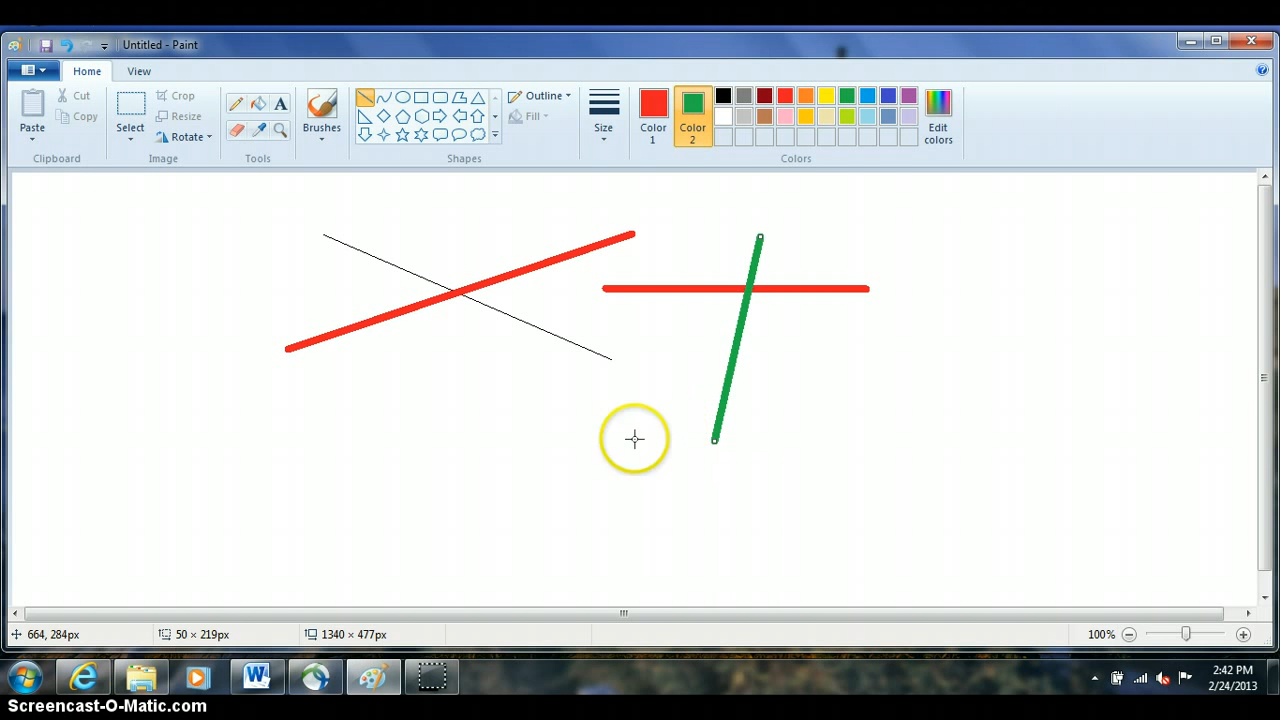 Untitled - Paint
Home View
Paste Cut Copy Select Crop Resize Rotate A Brushes Outline Fill Size Color 1 Color 2 Edit colors
Clipboard Image Tools Shapes Colors
664, 284px 50 × 219px 1340 × 477px 100%
W 2:42 PM
2/24/2013
Screencast-O-Matic.com